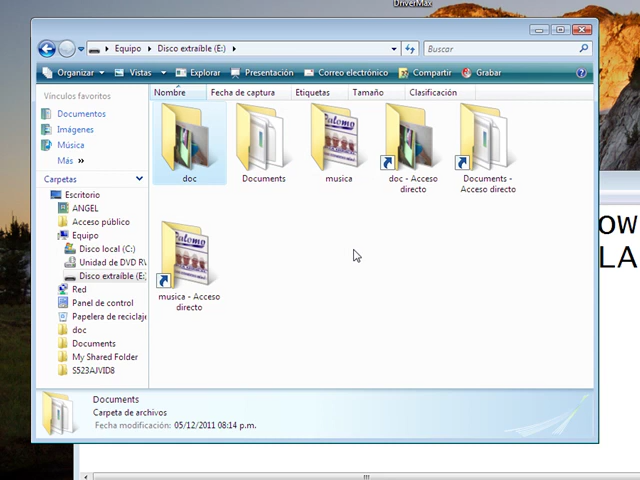 DriverMax
Equipo
Disco extraíble (E:)
Buscar
Organizar
Vistas
Explorar
Presentación
Correo electrónico
Compartir
Grabar
Vínculos favoritos
Documentos
Imágenes
Música
Más
Carpetas
Escritorio
ANGEL
Acceso público
Equipo
Disco local (C:)
Unidad de DVD RV
Disco extraíble (E:
Red
Panel de control
Papelera de reciclaje
doc
Documents
My Shared Folder
S523AJVID8
Nombre
Fecha de captura
Etiquetas
Tamaño
Clasificación
doc
Documents
Palomo
musica
doc - Acceso
directo
Documents -
Acceso directo
Palomo
musica - Acceso
directo
ow
LA
Documents
Carpeta de archivos
Fecha modificación: 05/12/2011 08:14 p.m.